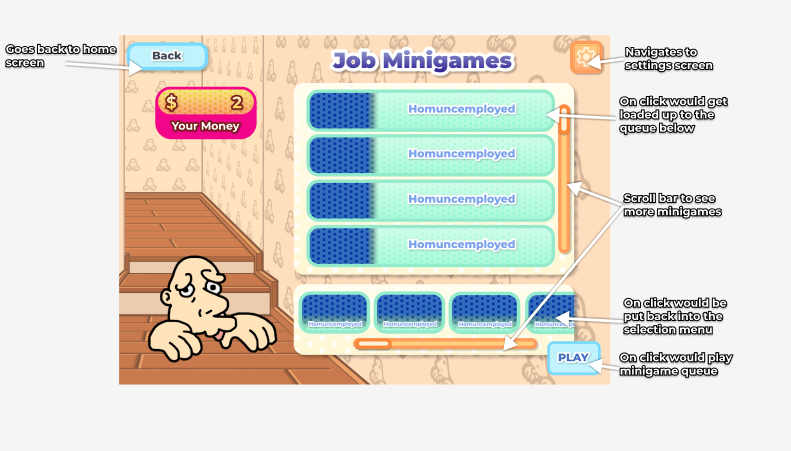 Goes back to home
screen
Back
Job Minigames
Navigates to
settings screen
$ 2
Your Money
Homuncemployed
On click would get
loaded up to the
queue below
Homuncemployed
Homuncemployed
Scroll bar to see
more minigames
Homuncemployed
Homuncemployed
Homuncemployed
Homuncemployed
Homuncemp
On click would be
put back into the
selection menu
PLAY
On click would play
minigame queue